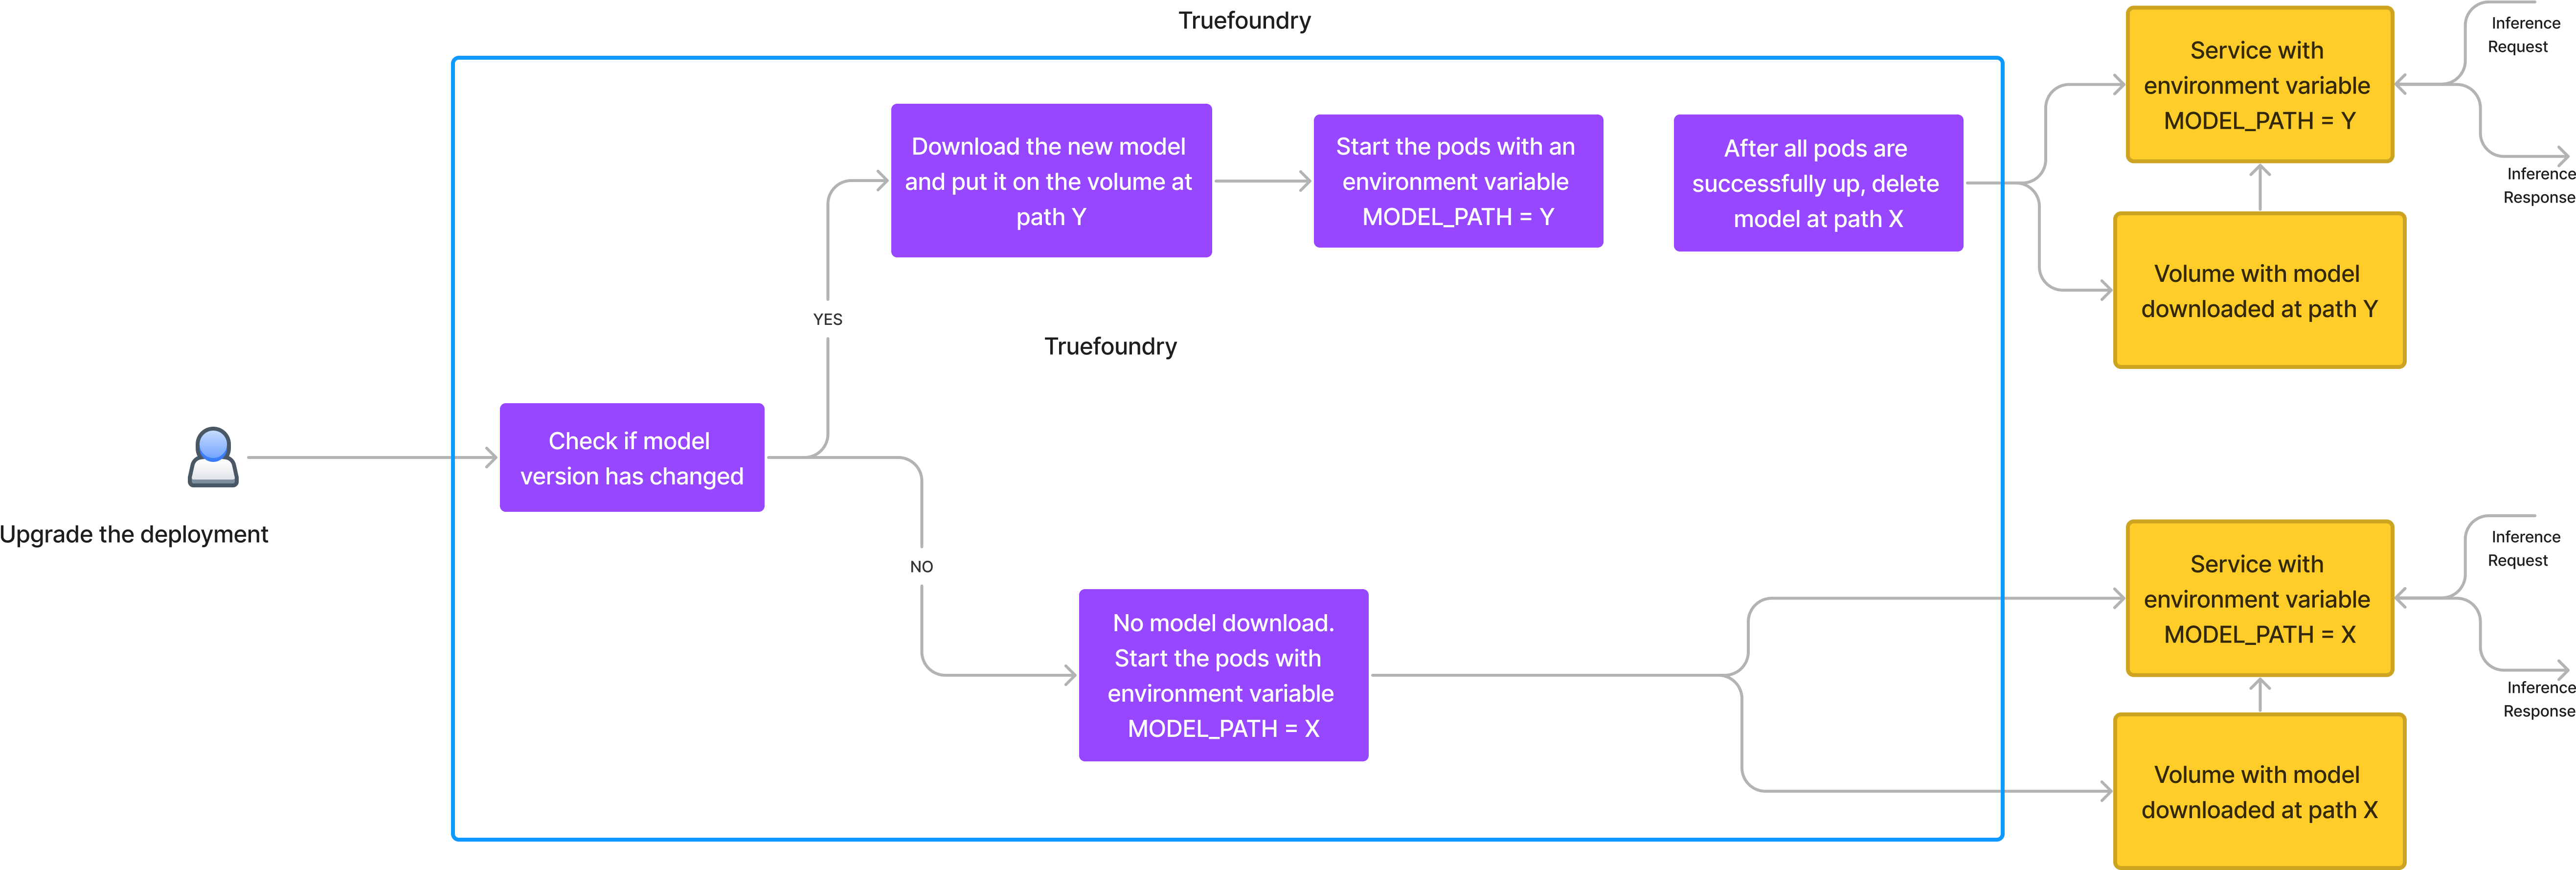 Truefoundry
Download the new model
and put it on the volume at
path Y
Start the pods with an
environment variable
MODEL_PATH = Y
After all pods are
successfully up, delete
model at path X
Service with
environment variable
MODEL_PATH = Y
Inference
Request
Inference
Response
Volume with model
downloaded at path Y
YES
Truefoundry
Upgrade the deployment
Check if model
version has changed
NO
No model download.
Start the pods with
environment variable
MODEL_PATH = X
Service with
environment variable
MODEL_PATH = X
Inference
Request
Inference
Response
Volume with model
downloaded at path X